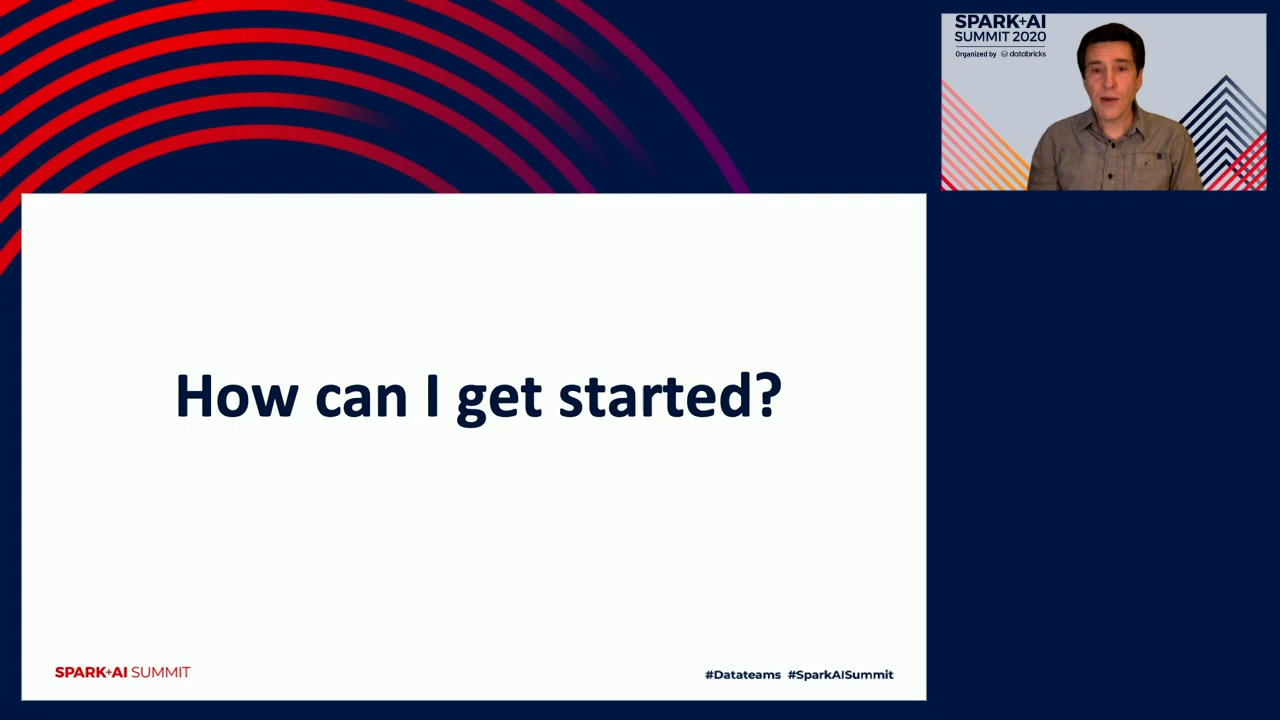 SPARK+AI
SUMMIT 2020
Organized by databricks
How can I get started?
SPARK+AI SUMMIT
#Datateams #SparkAISummit